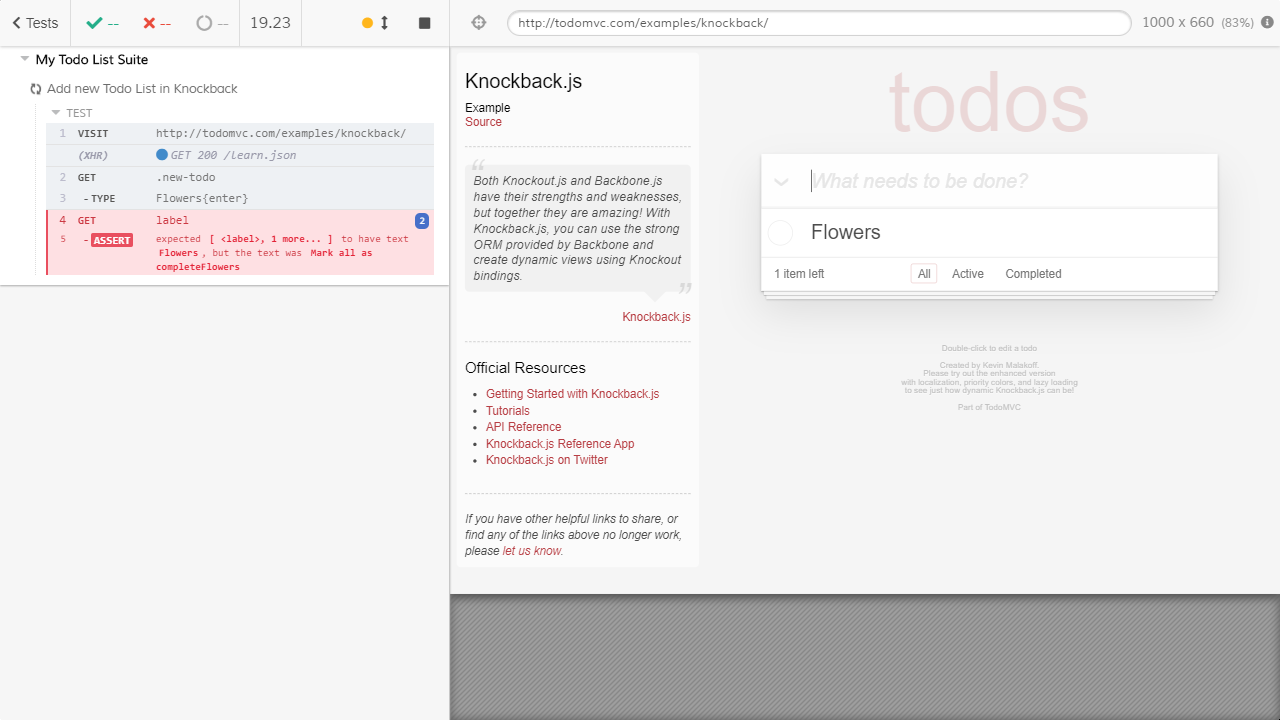 Tests
--
--
--
19.23
http://todomvc.com/examples/knockback/
1000 x 660 (83%)
My Todo List Suite
Add new Todo List in Knockback
TEST
1 VISIT http://todomvc.com/examples/knockback/
(XHR) GET 200 /learn.json
2 GET .new-todo
3 - TYPE Flowers{enter}
4 GET label 2
5 - ASSERT expected [ <label>, 1 more... ] to have text
Flowers , but the text was Mark all as
completeFlowers
Knockback.js
Example
Source
“
Both Knockout.js and Backbone.js
have their strengths and weaknesses,
but together they are amazing! With
Knockback.js, you can use the strong
ORM provided by Backbone and
create dynamic views using Knockout
bindings.
”
Knockback.js
Official Resources
• Getting Started with Knockback.js
• Tutorials
• API Reference
• Knockback.js Reference App
• Knockback.js on Twitter
If you have other helpful links to share, or
find any of the links above no longer work,
please let us know.
todos
What needs to be done?
Flowers
1 item left All Active Completed
Double-click to edit a todo
Created by Kevin Malakoff.
Please try out the enhanced version
with localization, priority colors, and lazy loading
to see just how dynamic Knockback.js can be!
Part of TodoMVC